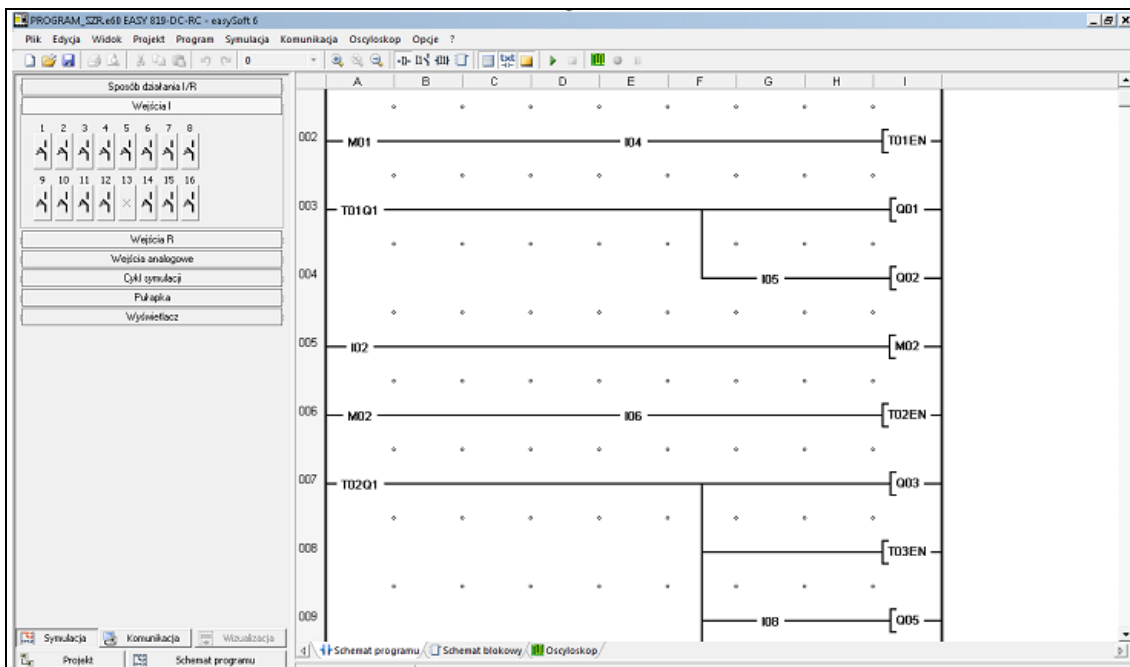 PROGRAM_SZR.e60 EASY 819-DC-RC - easySoft 6
Plik Edycja Widok Projekt Program Symulacja Komunikacja Oscyloskop Opcje ?
0 txt
Sposób działania I/R
Wejścia I
1 2 3 4 5 6 7 8
9 10 11 12 13 14 15 16
Wejścia R
Wejścia analogowe
Cykl symulacji
Pułapka
Wyświetlacz
Symulacja Komunikacja Wizualizacja
Projekt Schemat programu
A B C D E F G H I
002 M01 I04 T01EN
003 T01Q1 Q01
004 I05 Q02
005 I02 M02
006 M02 I06 T02EN
007 T02Q1 Q03
008 T03EN
009 I08 Q05
Schemat programu Schemat blokowy Oscyloskop